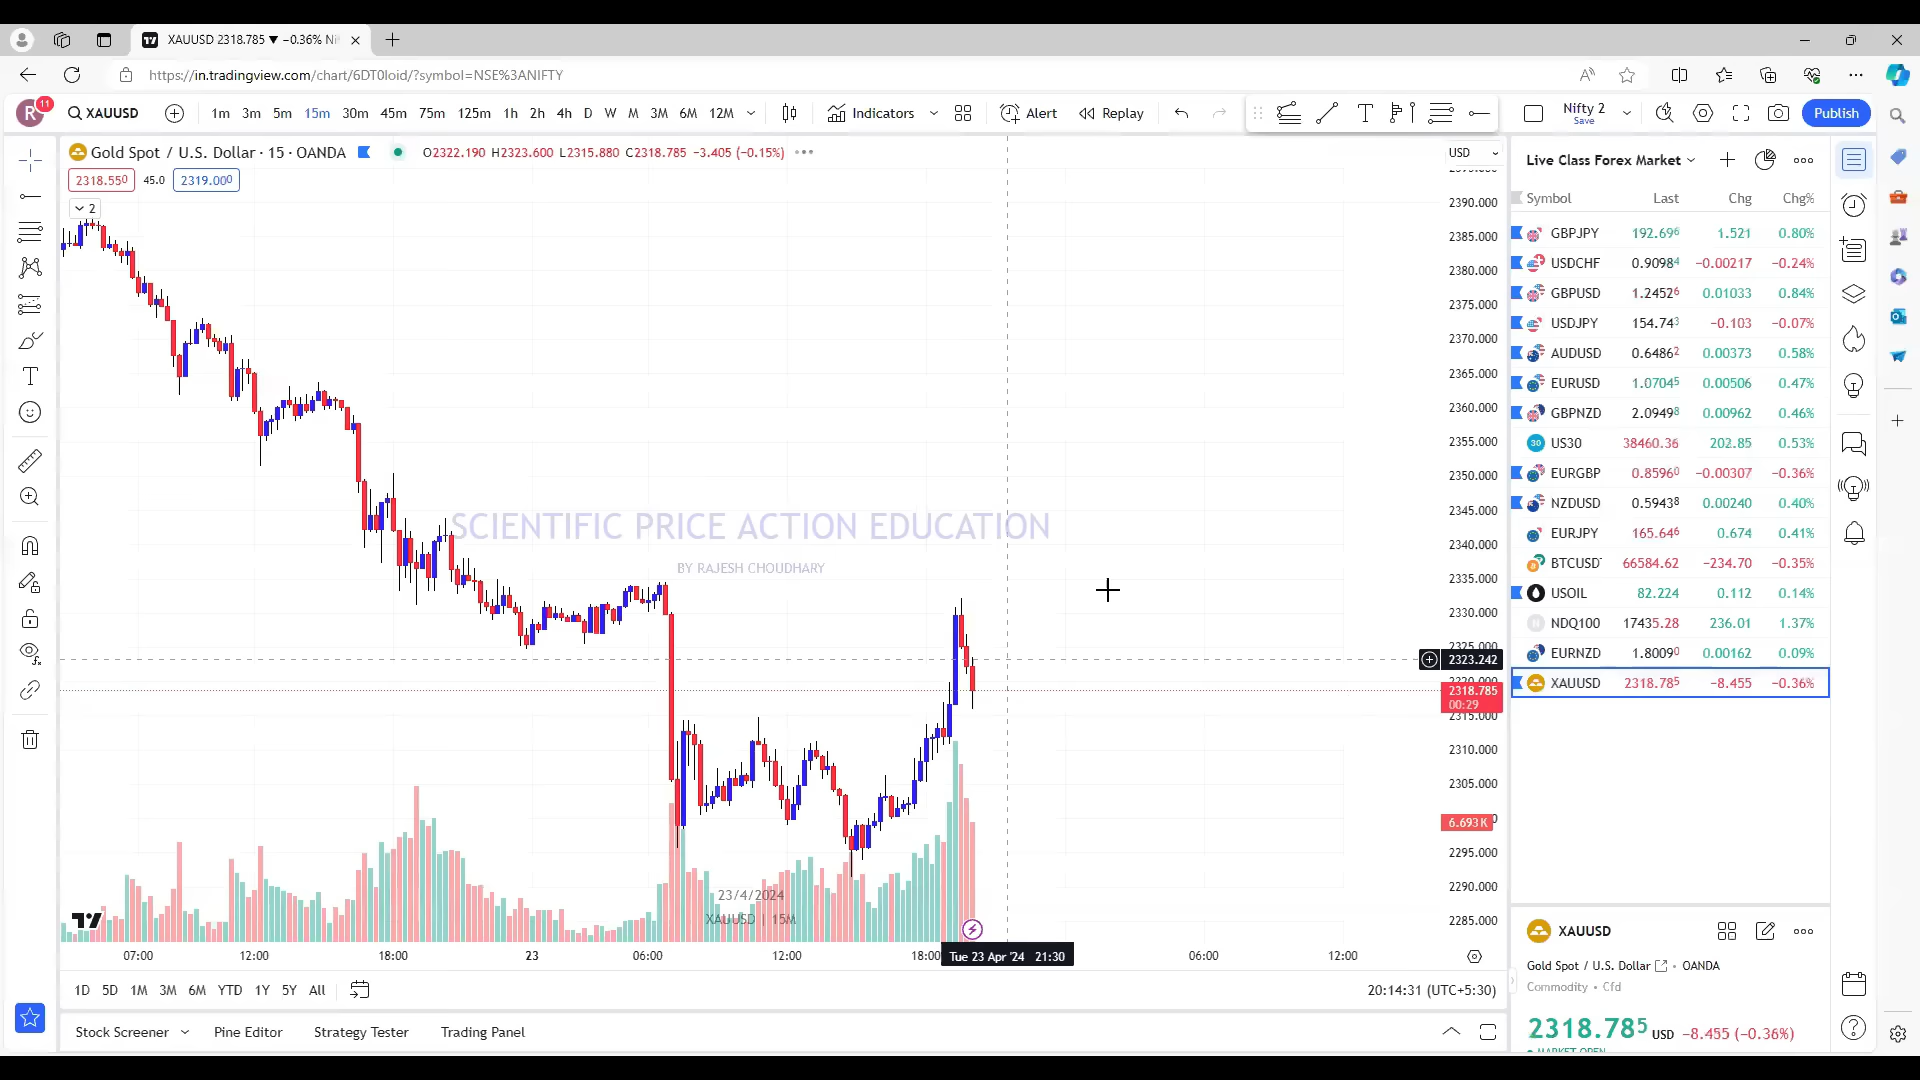 XAUUSD 2318.785 ▼ −0.36% Ni
https://in.tradingview.com/chart/6DT0loid/?symbol=NSE%3ANIFTY
R 11 XAUUSD 1m 3m 5m 15m 30m 45m 75m 125m 1h 2h 4h D W M 3M 6M 12M Indicators Alert Replay Nifty 2 Save Publish
Gold Spot / U.S. Dollar · 15 · OANDA O2322.190 H2323.600 L2315.880 C2318.785 −3.405 (−0.15%) USD
2318.550 45.0 2319.000
2
2390.000
2385.000
2380.000
2375.000
2370.000
2365.000
2360.000
2355.000
2350.000
2345.000
2340.000
2335.000
2330.000
2325.000
2323.242
2320.000
2318.785
00:29
2315.000
2310.000
2305.000
6.693K
2295.000
2290.000
2285.000
SCIENTIFIC PRICE ACTION EDUCATION
BY RAJESH CHOUDHARY
23/4/2024
XAUUSD | 15M
07:00 12:00 18:00 23 06:00 12:00 18:00 Tue 23 Apr '24 21:30 06:00 12:00
1D 5D 1M 3M 6M YTD 1Y 5Y All 20:14:31 (UTC+5:30)
Stock Screener Pine Editor Strategy Tester Trading Panel
Live Class Forex Market
Symbol Last Chg Chg%
GBPJPY 192.696 1.521 0.80%
USDCHF 0.90984 −0.00217 −0.24%
GBPUSD 1.24526 0.01033 0.84%
USDJPY 154.743 −0.103 −0.07%
AUDUSD 0.64862 0.00373 0.58%
EURUSD 1.07045 0.00506 0.47%
GBPNZD 2.09498 0.00962 0.46%
30 US30 38460.36 202.85 0.53%
EURGBP 0.85960 −0.00307 −0.36%
NZDUSD 0.59438 0.00240 0.40%
EURJPY 165.646 0.674 0.41%
BTCUSD 66584.62 −234.70 −0.35%
USOIL 82.224 0.112 0.14%
N NDQ100 17435.28 236.01 1.37%
EURNZD 1.80090 0.00162 0.09%
XAUUSD 2318.785 −8.455 −0.36%
XAUUSD
Gold Spot / U.S. Dollar • OANDA
Commodity • Cfd
2318.785 USD −8.455 (−0.36%)
MARKET OPEN